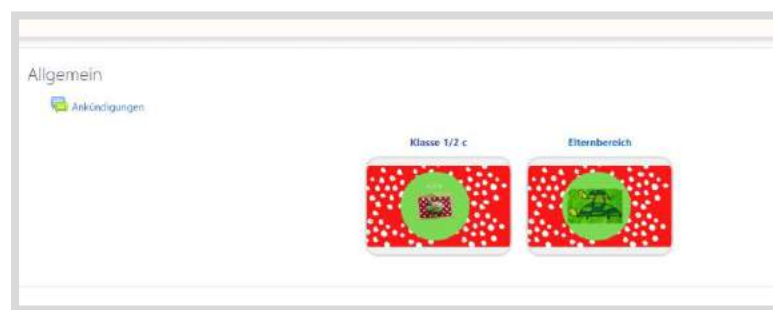 Allgemein
Ankündigungen
Klasse 1/2 c
Elternbereich